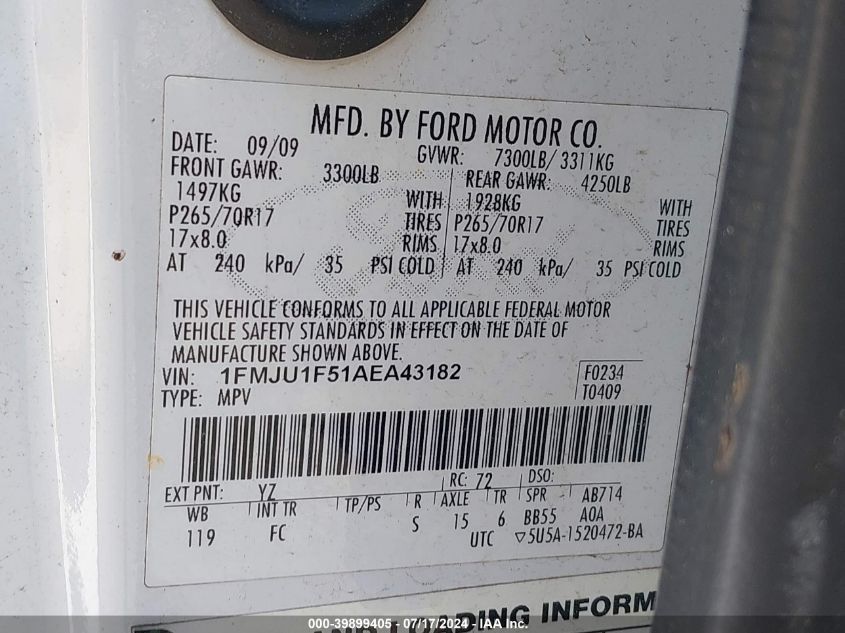 MFD. BY FORD MOTOR CO.
DATE: 09/09 GVWR: 7300LB/ 3311KG
FRONT GAWR: 3300LB REAR GAWR: 4250LB
1497KG WITH 1928KG WITH
P265/70R17 TIRES P265/70R17 TIRES
17x8.0 RIMS 17x8.0 RIMS
AT 240 kPa/ 35 PSI COLD AT 240 kPa/ 35 PSI COLD
THIS VEHICLE CONFORMS TO ALL APPLICABLE FEDERAL MOTOR
VEHICLE SAFETY STANDARDS IN EFFECT ON THE DATE OF
MANUFACTURE SHOWN ABOVE.
VIN: 1FMJU1F51AEA43182 F0234
TYPE: MPV T0409
EXT PNT: YZ RC: 72 DSO:
WB INT TR TP/PS R AXLE TR SPR AB714
119 FC S 15 6 BB55 A0A
UTC ▽5U5A-1520472-BA
AND LOADING INFORM
000-39899405 - 07/17/2024 - IAA Inc.